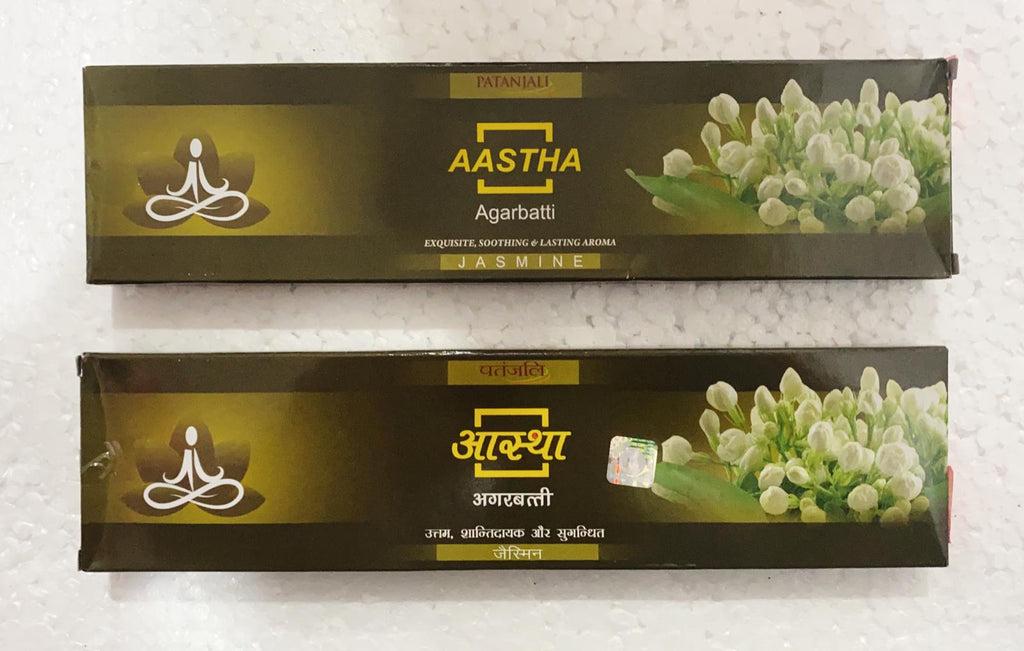 PATANJALI
AASTHA
Agarbatti
EXQUISITE, SOOTHING & LASTING AROMA
JASMINE
पतंजलि
आस्था
अगरबत्ती
उत्तम, शान्तिदायक और सुगन्धित
जैस्मिन